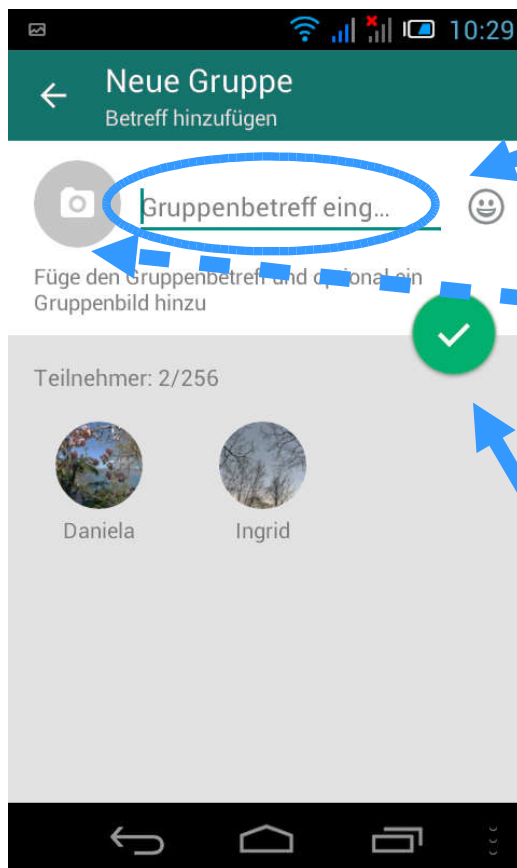 10:29
Neue Gruppe
Betreff hinzufügen
Gruppenbetreff eing...
Füge den Gruppenbetreff und optional ein
Gruppenbild hinzu
Teilnehmer: 2/256
Daniela
Ingrid